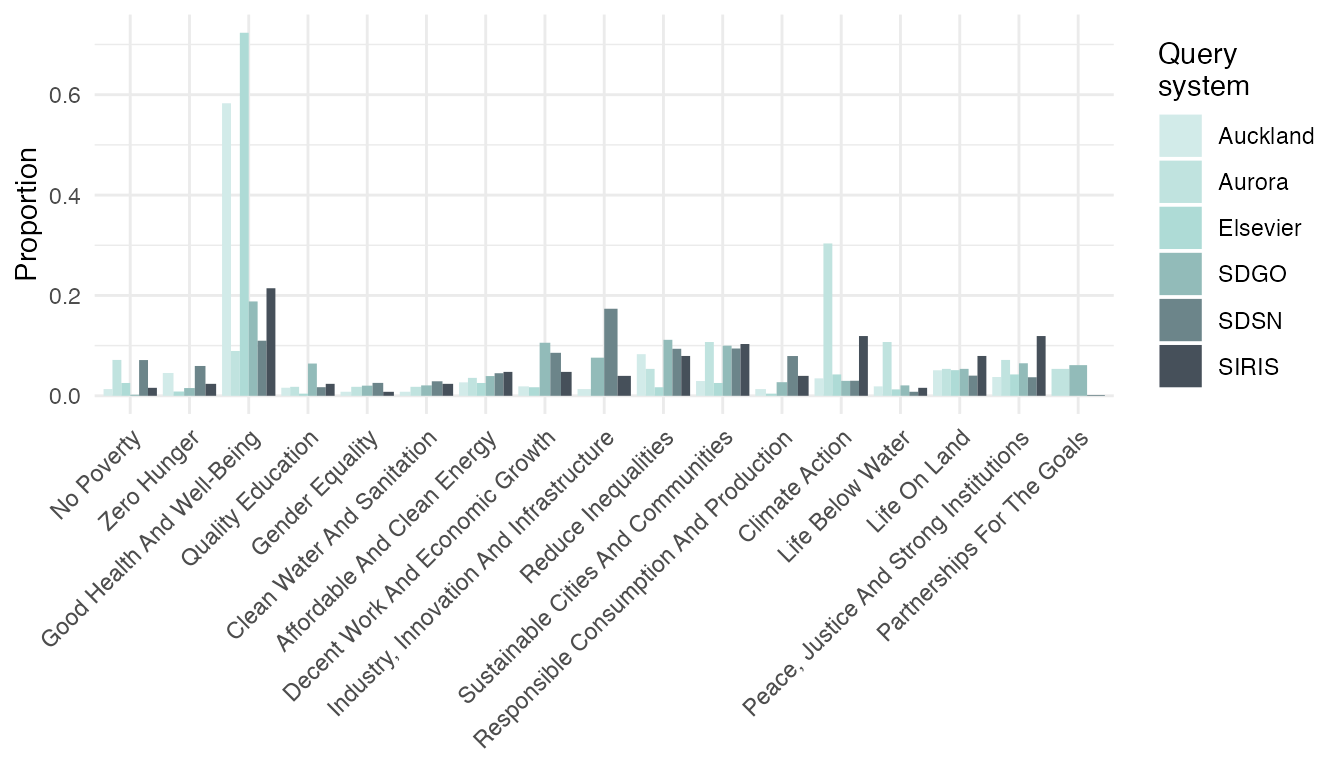 Proportion
0.6
0.4
0.2
0.0
No Poverty
Zero Hunger
Good Health And Well-Being
Quality Education
Gender Equality
Clean Water And Sanitation
Affordable And Clean Energy
Decent Work And Economic Growth
Industry, Innovation And Infrastructure
Reduce Inequalities
Sustainable Cities And Communities
Responsible Consumption And Production
Climate Action
Life Below Water
Life On Land
Peace, Justice And Strong Institutions
Partnerships For The Goals
Query
system
Auckland
Aurora
Elsevier
SDGO
SDSN
SIRIS